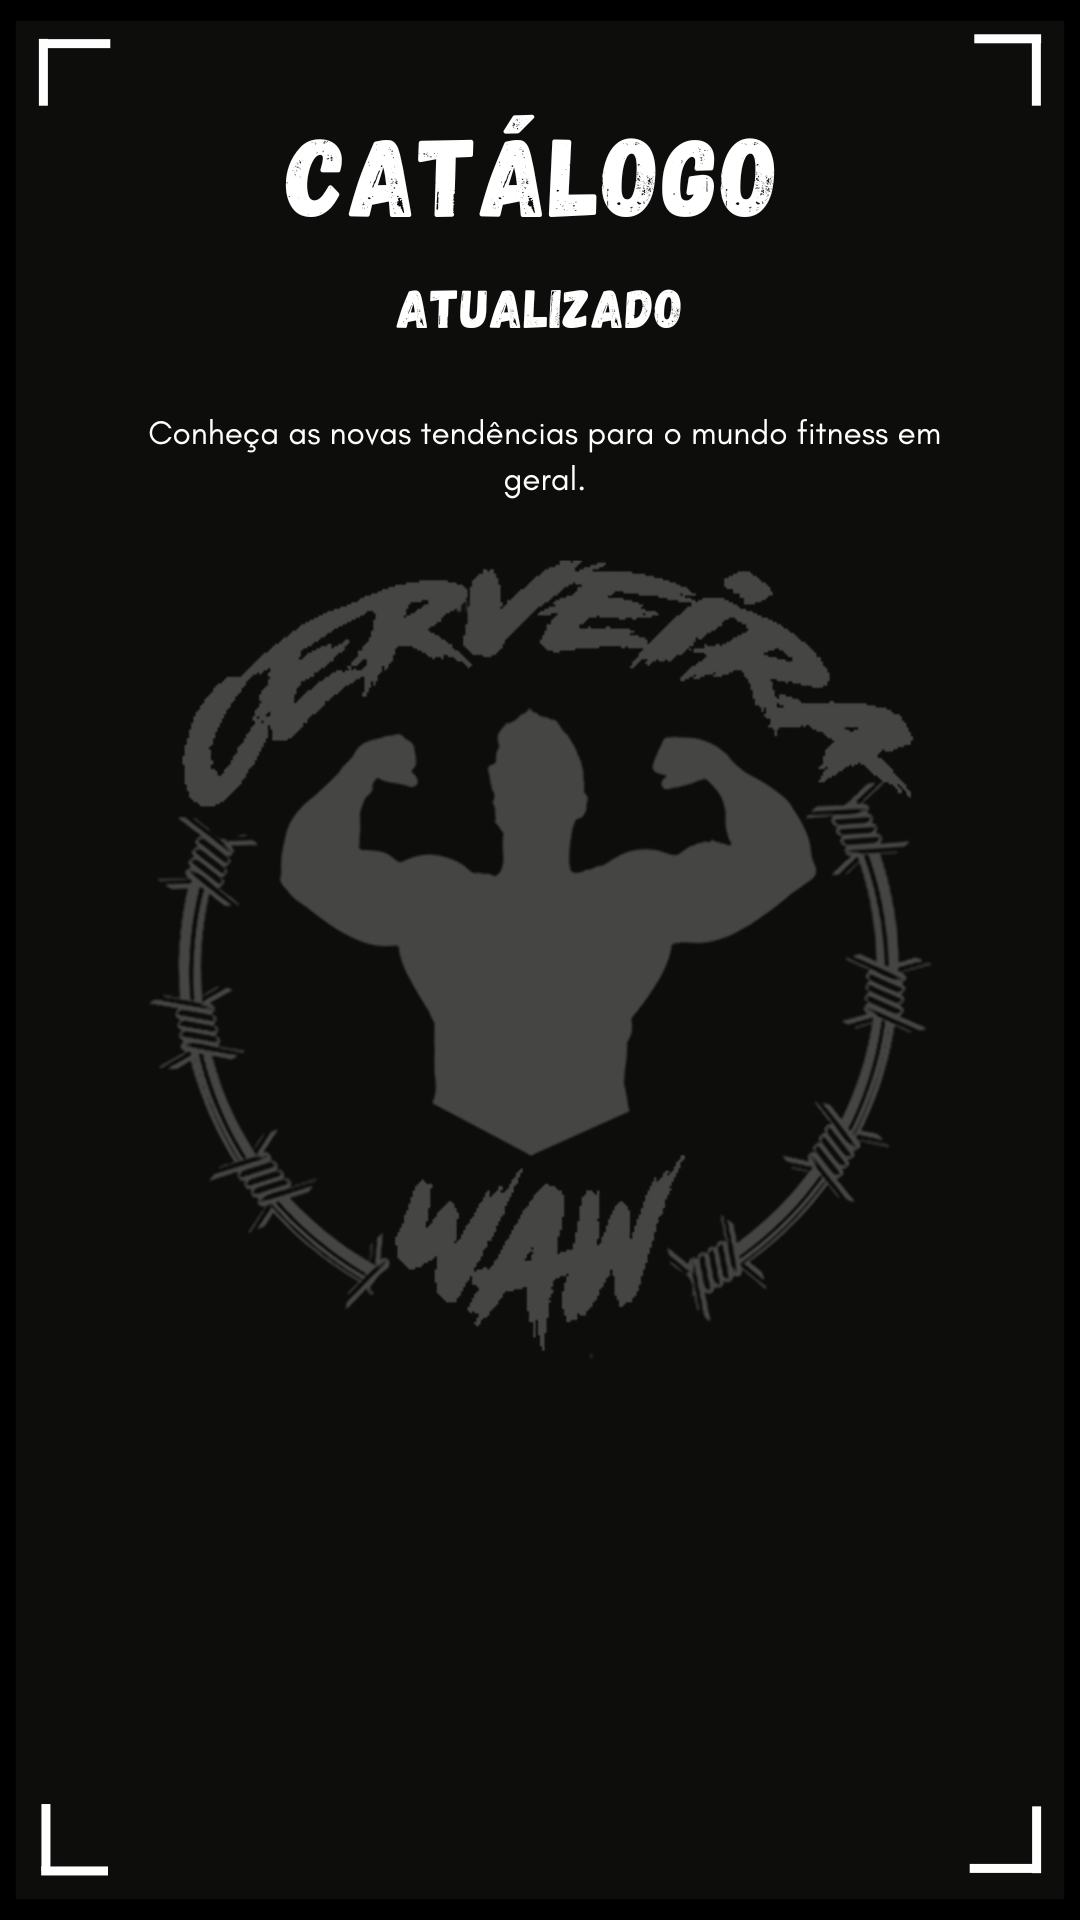 CATÁLOGO
ATUALIZADO
Conheça as novas tendências para o mundo fitness em
geral.
CERVEIRA
WAW